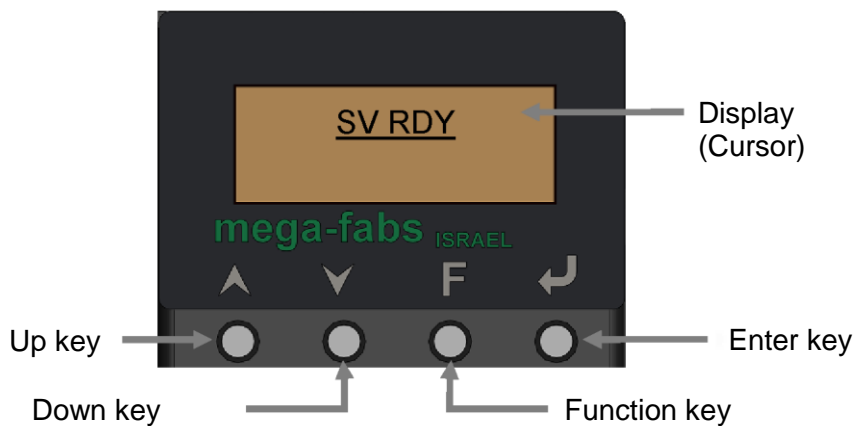 SV RDY
Display
(Cursor)
mega-fabs ISRAEL
F
Up key
Enter key
Down key
Function key